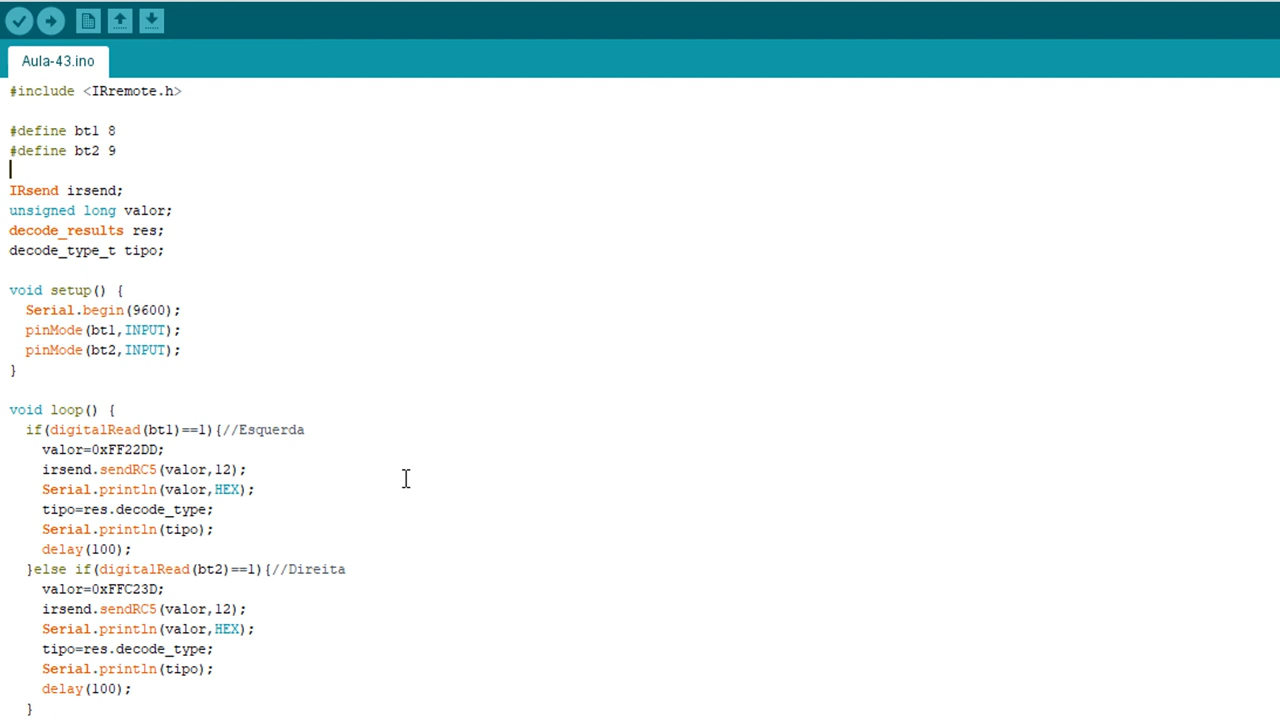 Aula-43.ino
#include <IRremote.h>
#define bt1 8
#define bt2 9
IRsend irsend;
unsigned long valor;
decode_results res;
decode_type_t tipo;
void setup() {
  Serial.begin(9600);
  pinMode(bt1,INPUT);
  pinMode(bt2,INPUT);
}
void loop() {
  if(digitalRead(bt1)==1){//Esquerda
    valor=0xFF22DD;
    irsend.sendRC5(valor,12);
    Serial.println(valor,HEX);
    tipo=res.decode_type;
    Serial.println(tipo);
    delay(100);
  }else if(digitalRead(bt2)==1){//Direita
    valor=0xFFC23D;
    irsend.sendRC5(valor,12);
    Serial.println(valor,HEX);
    tipo=res.decode_type;
    Serial.println(tipo);
    delay(100);
  }